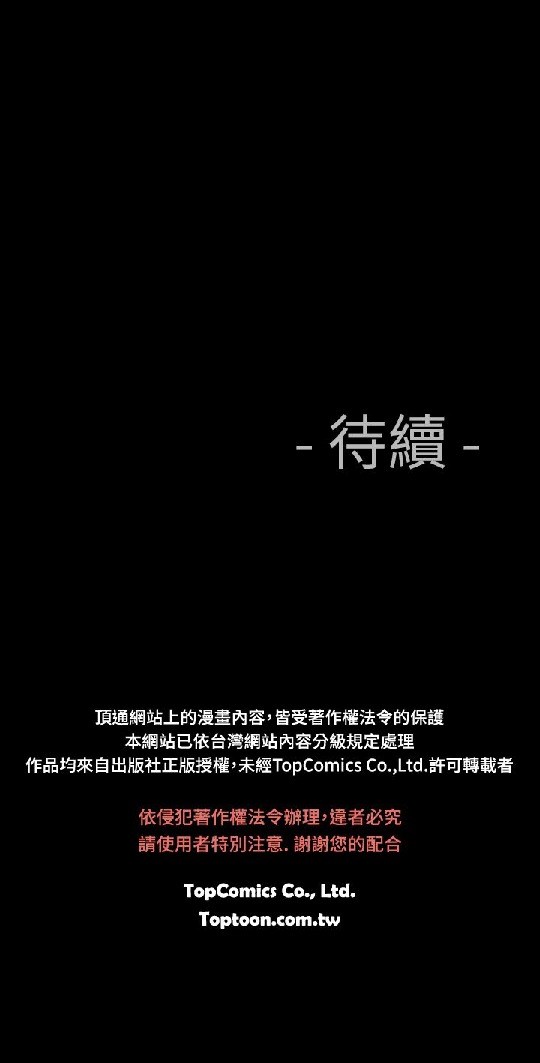 - 待續 -
頂通網站上的漫畫內容，皆受著作權法令的保護
本網站已依台灣網站內容分級規定處理
作品均來自出版社正版授權，未經TopComics Co.,Ltd.許可轉載者
依侵犯著作權法令辦理，違者必究
請使用者特別注意. 謝謝您的配合
TopComics Co., Ltd.
Toptoon.com.tw